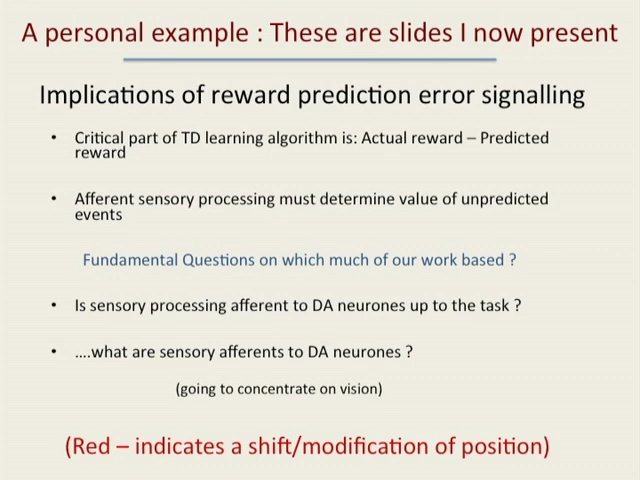 A personal example : These are slides I now present
Implications of reward prediction error signalling
• Critical part of TD learning algorithm is: Actual reward – Predicted
reward
• Afferent sensory processing must determine value of unpredicted
events
Fundamental Questions on which much of our work based ?
• Is sensory processing afferent to DA neurones up to the task ?
• ....what are sensory afferents to DA neurones ?
(going to concentrate on vision)
(Red – indicates a shift/modification of position)